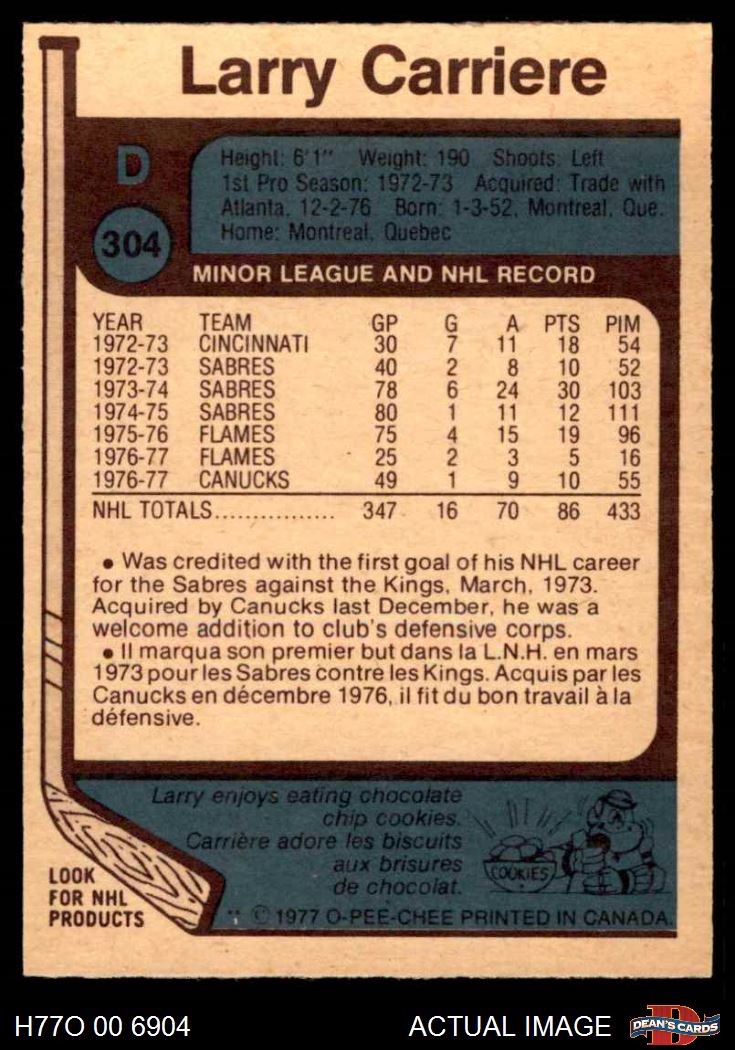 Larry Carriere
D
Height: 6'1" Weight: 190 Shoots: Left
1st Pro Season: 1972-73 Acquired: Trade with
Atlanta, 12-2-76 Born: 1-3-52, Montreal, Que.
Home: Montreal, Quebec
304
MINOR LEAGUE AND NHL RECORD
YEAR TEAM GP G A PTS PIM
1972-73 CINCINNATI 30 7 11 18 54
1972-73 SABRES 40 2 8 10 52
1973-74 SABRES 78 6 24 30 103
1974-75 SABRES 80 1 11 12 111
1975-76 FLAMES 75 4 15 19 96
1976-77 FLAMES 25 2 3 5 16
1976-77 CANUCKS 49 1 9 10 55
NHL TOTALS................ 347 16 70 86 433
• Was credited with the first goal of his NHL career
for the Sabres against the Kings, March, 1973.
Acquired by Canucks last December, he was a
welcome addition to club's defensive corps.
• Il marqua son premier but dans la L.N.H. en mars
1973 pour les Sabres contre les Kings. Acquis par les
Canucks en décembre 1976, il fit du bon travail à la
défensive.
Larry enjoys eating chocolate
chip cookies.
Carrière adore les biscuits
aux brisures
de chocolat.
COOKIES
LOOK
FOR NHL
PRODUCTS
© 1977 O-PEE-CHEE PRINTED IN CANADA.
H77O 00 6904
ACTUAL IMAGE
D
DEAN'S CARDS